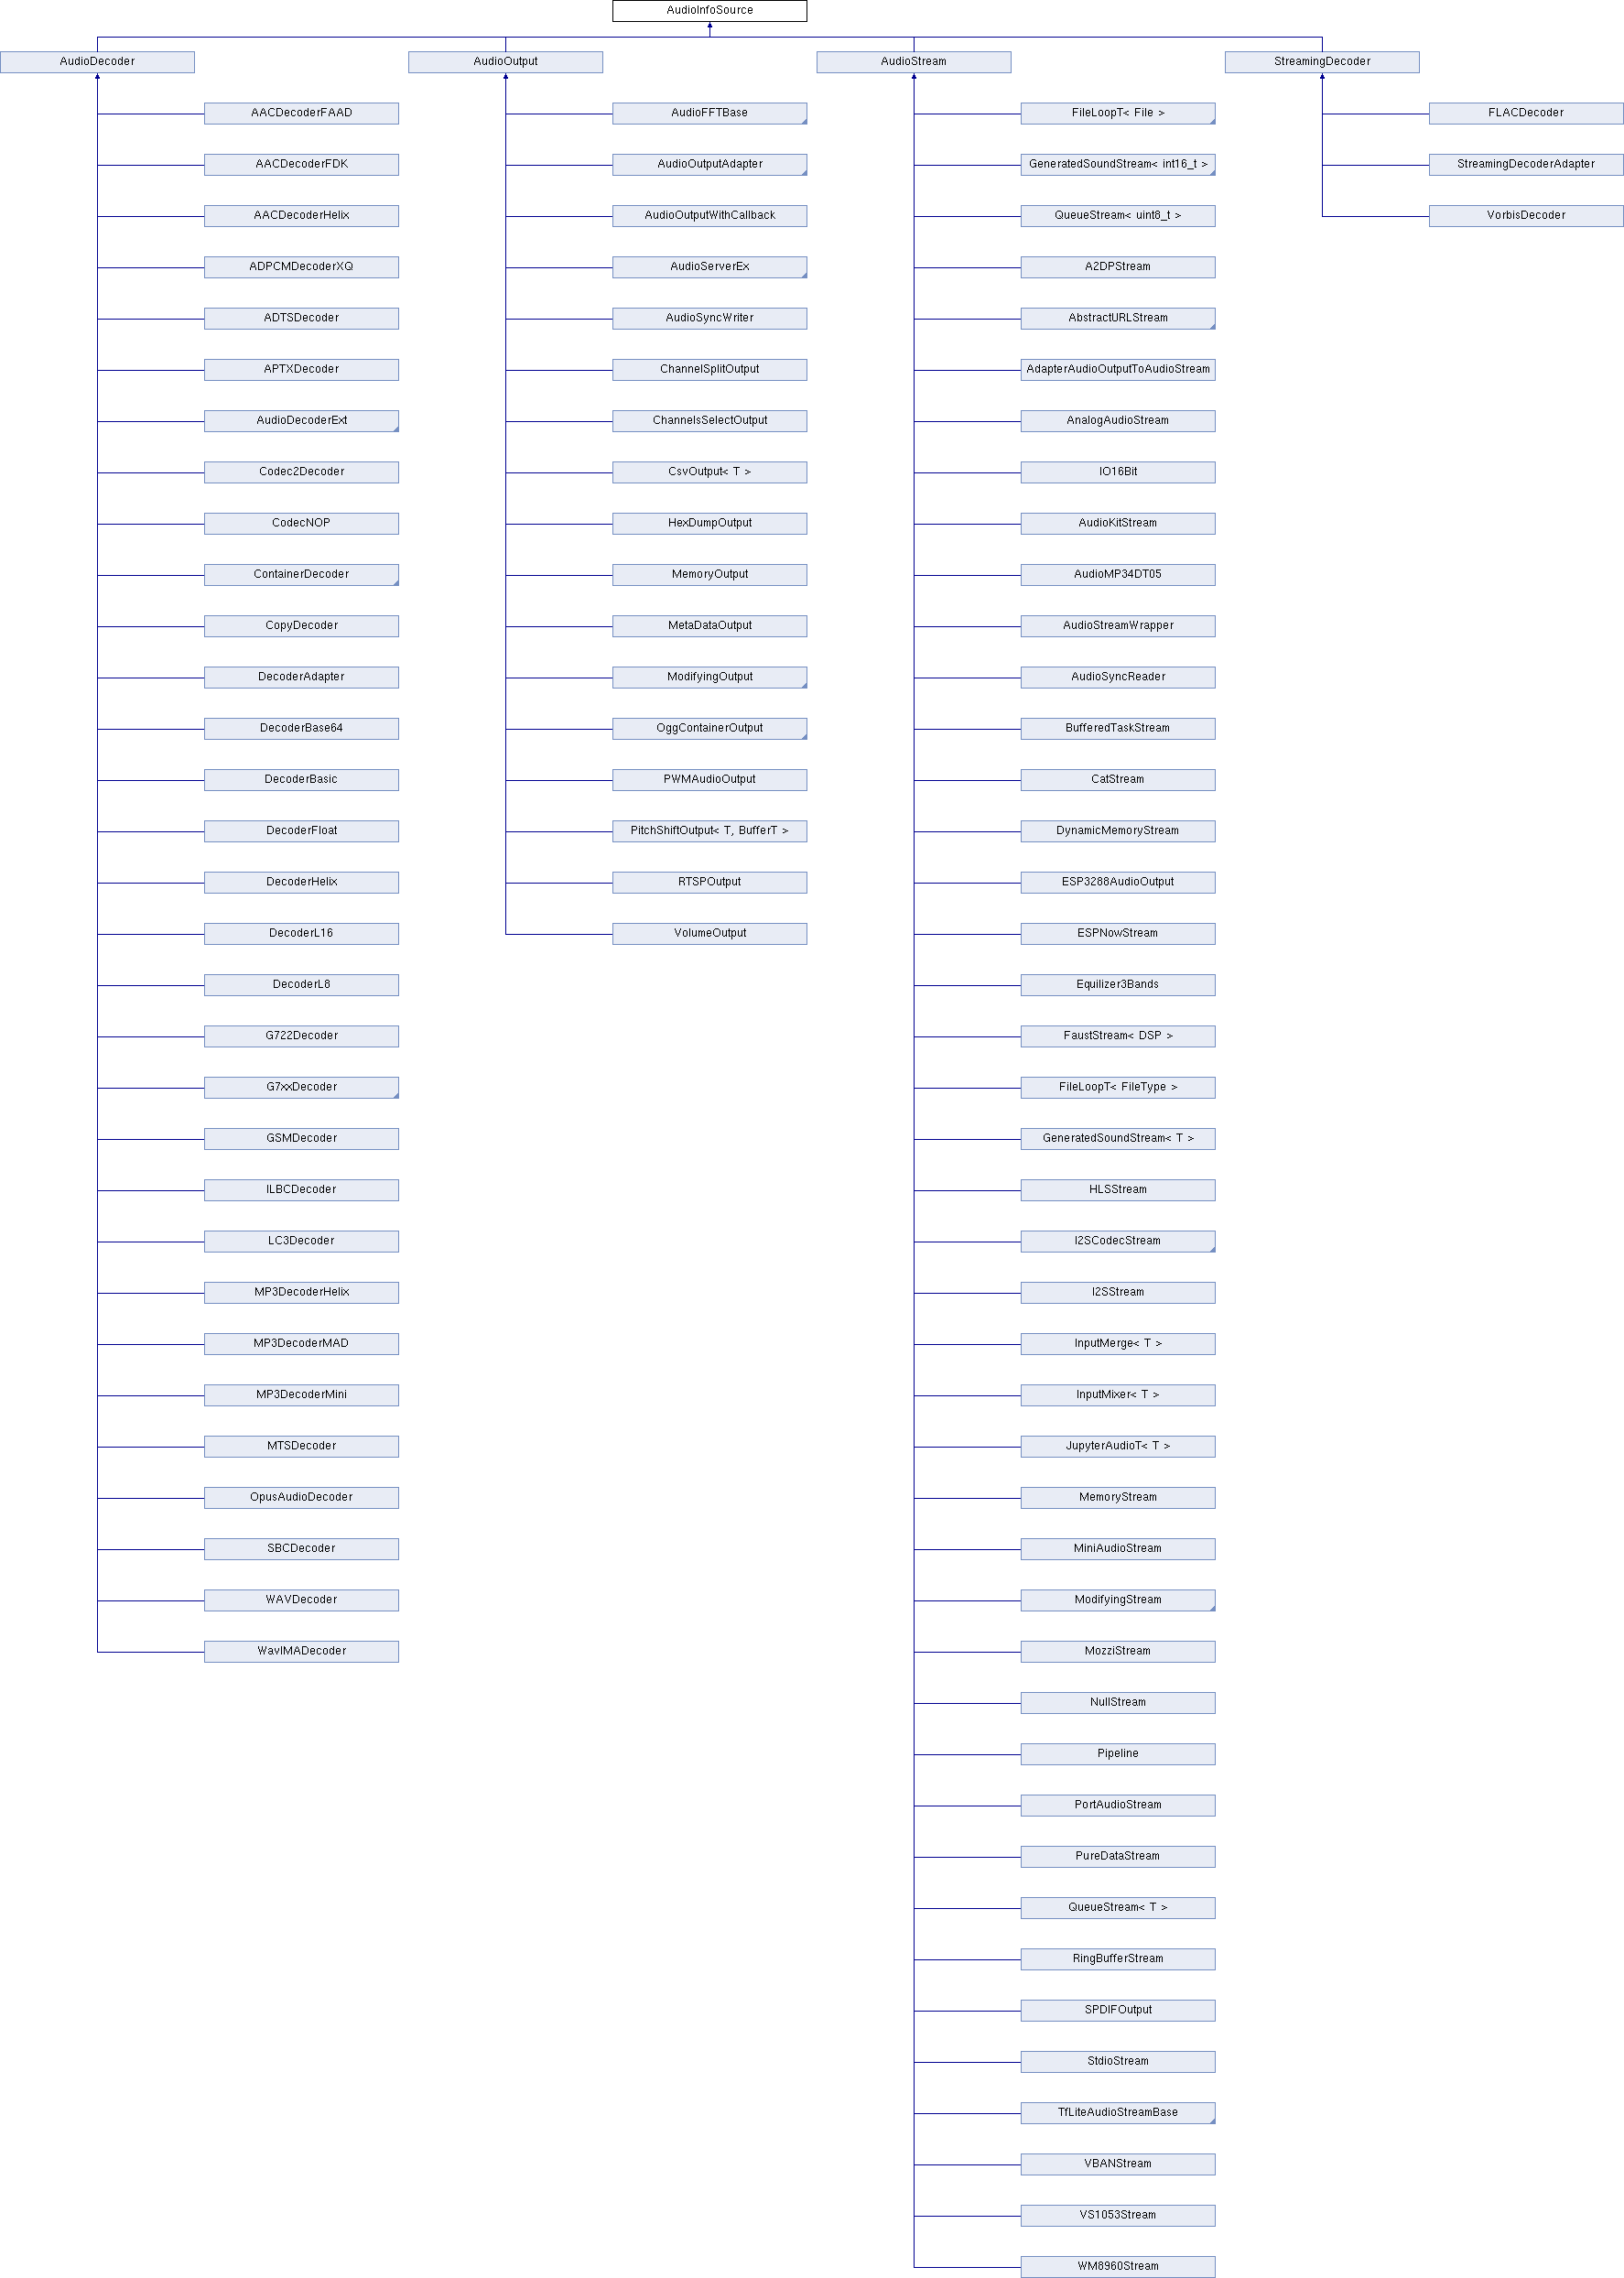 AudioInfoSource
AudioDecoder
AudioOutput
AudioStream
StreamingDecoder
AACDecoderFAAD
AACDecoderFDK
AACDecoderHelix
ADPCMDecoderXQ
ADTSDecoder
APTXDecoder
AudioDecoderExt
Codec2Decoder
CodecNOP
ContainerDecoder
CopyDecoder
DecoderAdapter
DecoderBase64
DecoderBasic
DecoderFloat
DecoderHelix
DecoderL16
DecoderL8
G722Decoder
G7xxDecoder
GSMDecoder
ILBCDecoder
LC3Decoder
MP3DecoderHelix
MP3DecoderMAD
MP3DecoderMini
MTSDecoder
OpusAudioDecoder
SBCDecoder
WAVDecoder
WavIMADecoder
AudioFFTBase
AudioOutputAdapter
AudioOutputWithCallback
AudioServerEx
AudioSyncWriter
ChannelSplitOutput
ChannelsSelectOutput
CsvOutput< T >
HexDumpOutput
MemoryOutput
MetaDataOutput
ModifyingOutput
OggContainerOutput
PWMAudioOutput
PitchShiftOutput< T, BufferT >
RTSPOutput
VolumeOutput
FileLoopT< File >
GeneratedSoundStream< int16_t >
QueueStream< uint8_t >
A2DPStream
AbstractURLStream
AdapterAudioOutputToAudioStream
AnalogAudioStream
IO16Bit
AudioKitStream
AudioMP34DT05
AudioStreamWrapper
AudioSyncReader
BufferedTaskStream
CatStream
DynamicMemoryStream
ESP3288AudioOutput
ESPNowStream
Equilizer3Bands
FaustStream< DSP >
FileLoopT< FileType >
GeneratedSoundStream< T >
HLSStream
I2SCodecStream
I2SStream
InputMerge< T >
InputMixer< T >
JupyterAudioT< T >
MemoryStream
MiniAudioStream
ModifyingStream
MozziStream
NullStream
Pipeline
PortAudioStream
PureDataStream
QueueStream< T >
RingBufferStream
SPDIFOutput
StdioStream
TfLiteAudioStreamBase
VBANStream
VS1053Stream
WM8960Stream
FLACDecoder
StreamingDecoderAdapter
VorbisDecoder